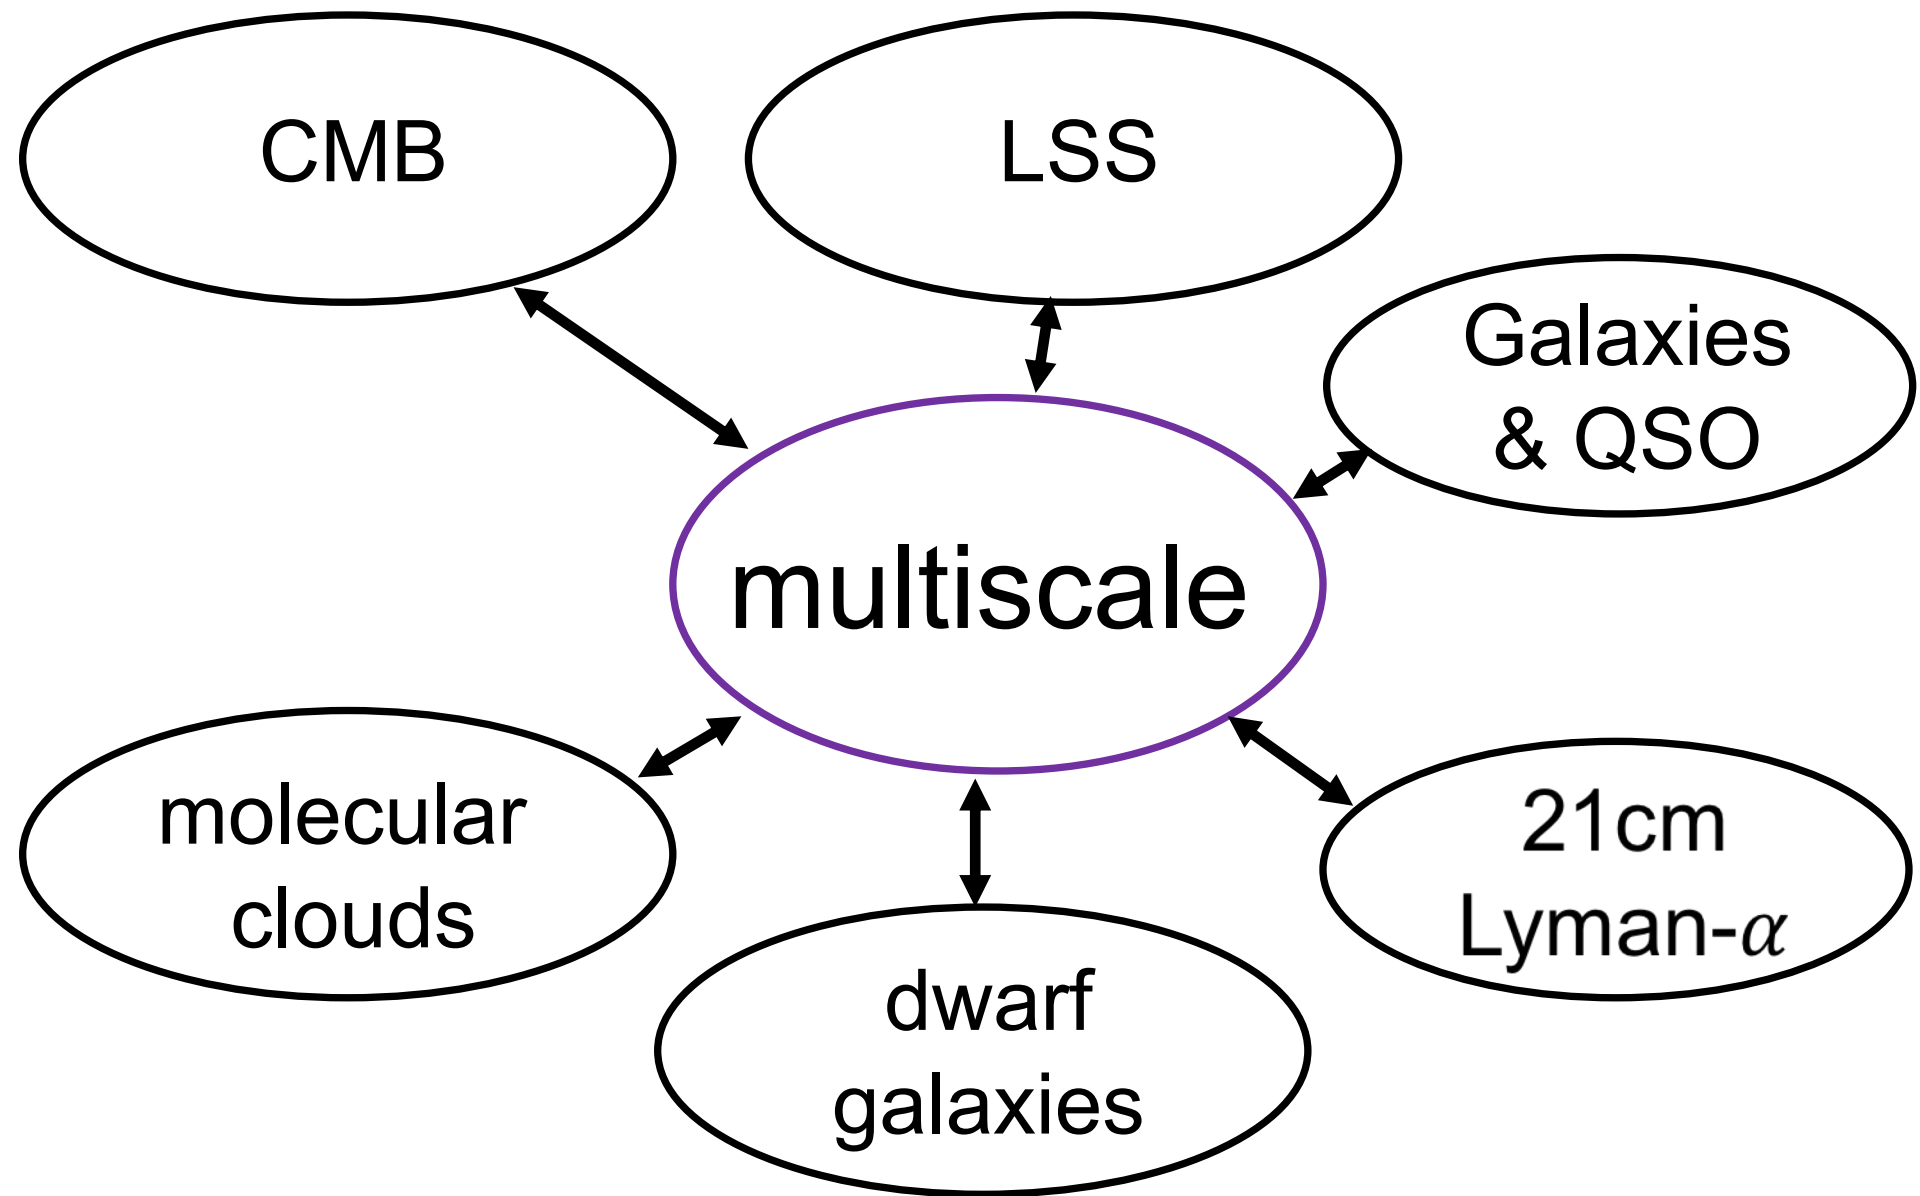 CMB
LSS
Galaxies
& QSO
multiscale
molecular
clouds
21cm
Lyman-α
dwarf
galaxies